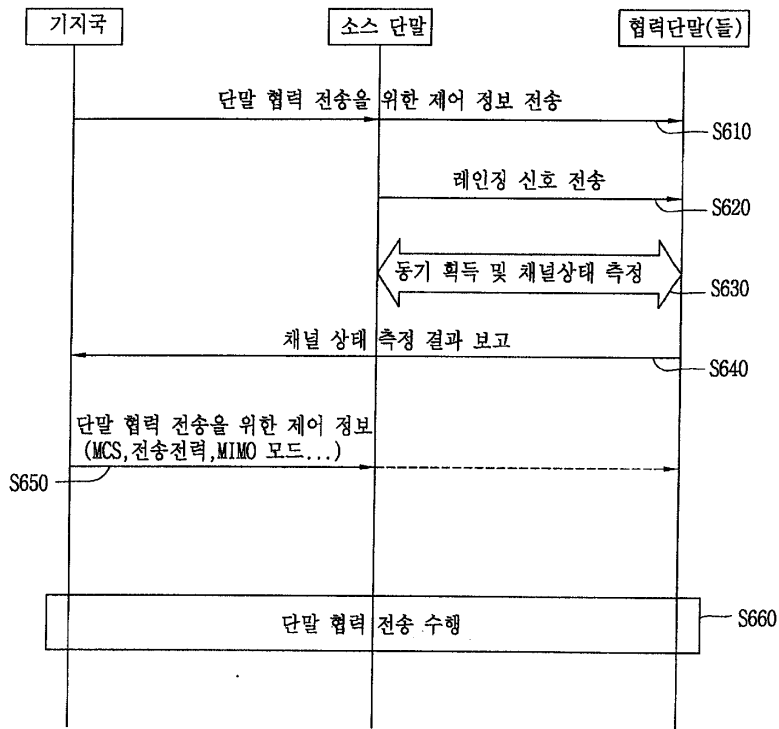 기지국
소스 단말
협력단말(들)
단말 협력 전송을 위한 제어 정보 전송
S610
레인징 신호 전송
S620
동기 획득 및 채널상태 측정
S630
채널 상태 측정 결과 보고
S640
단말 협력 전송을 위한 제어 정보
(MCS,전송전력,MIMO 모드...)
S650
단말 협력 전송 수행
S660